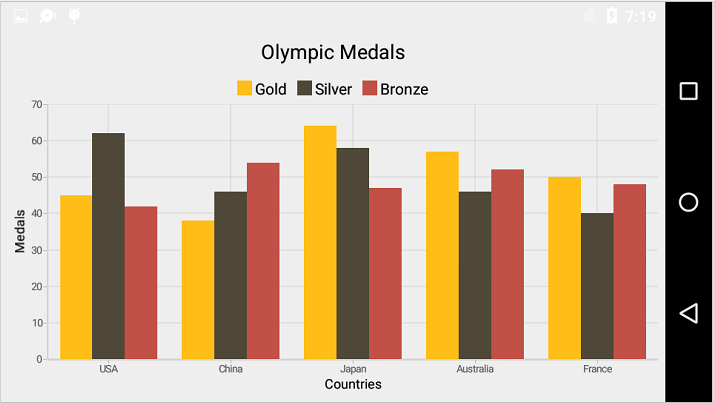 7:19
Olympic Medals
Gold Silver Bronze
70
60
50
40
30
20
10
0
Medals
USA China Japan Australia France
Countries